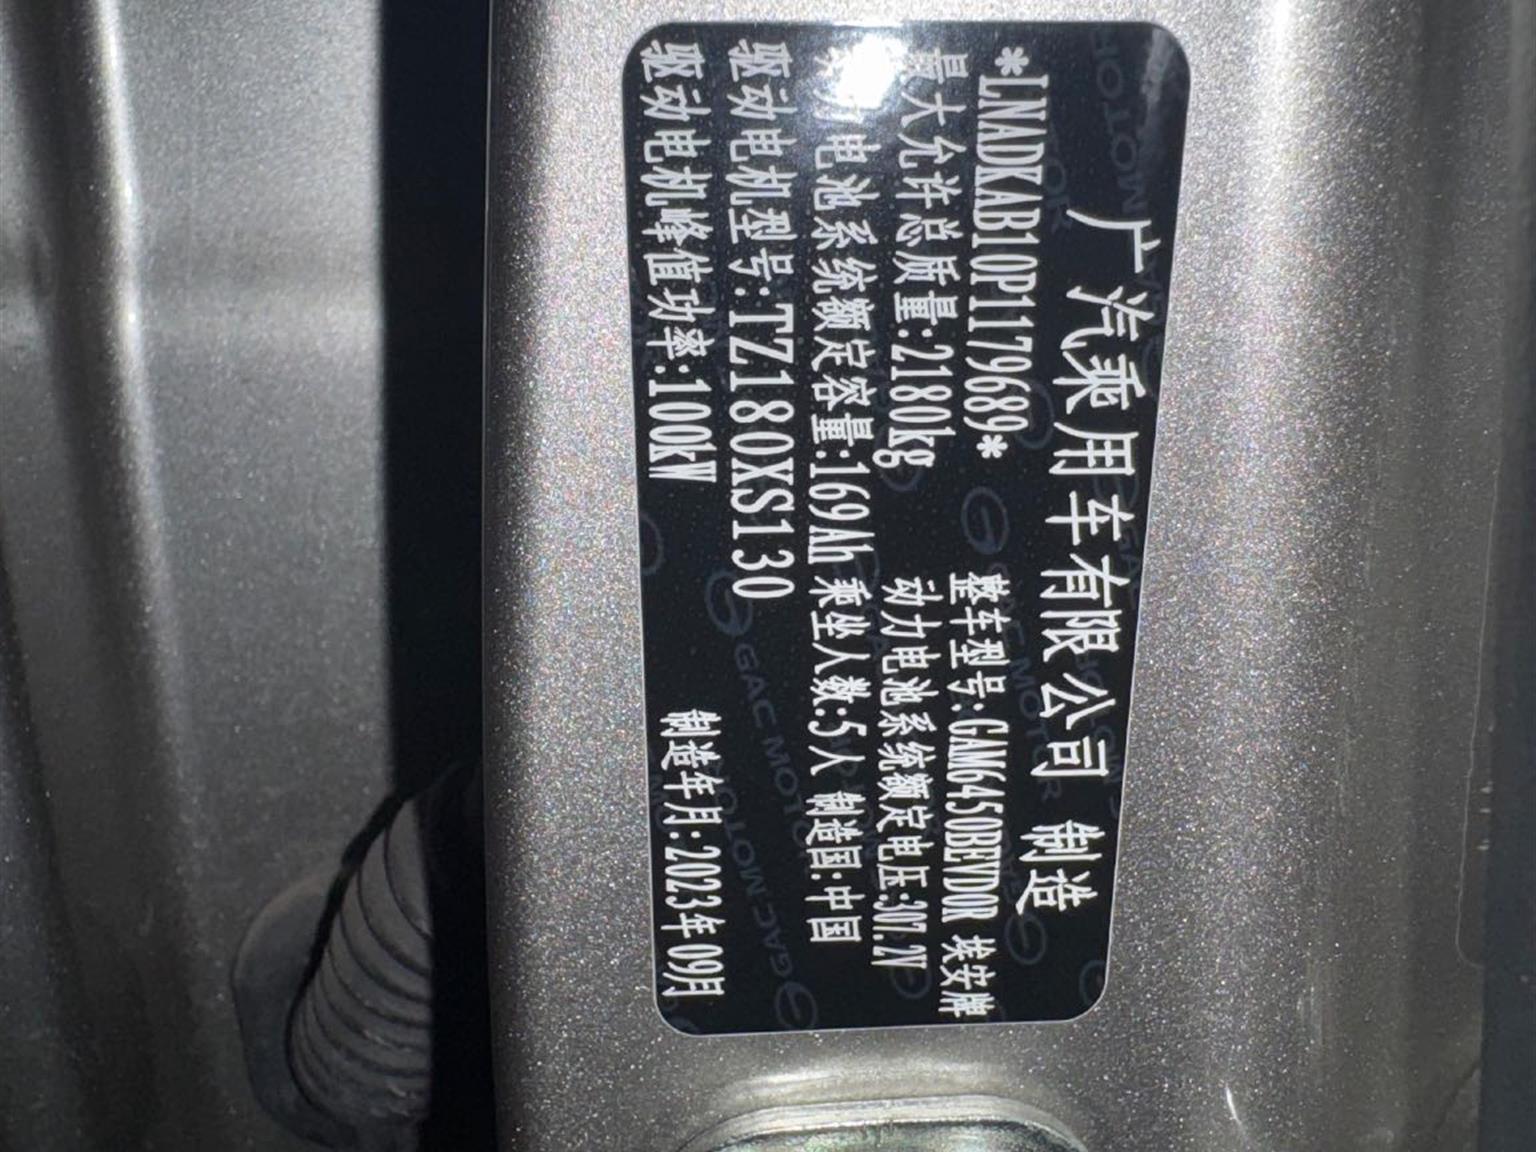 广汽乘用车有限公司 制造
*LNADKAB10P1179689* 整车型号:GAM6450BEVD0R 埃安牌
最大允许总质量:2180kg 动力电池系统额定电压:307.2V
电池系统额定容量:169Ah 乘坐人数:5人 制造国:中国
驱动电机型号:TZ180XS130
驱动电机峰值功率:100kW 制造年月:2023年09月
GAC MOTOR